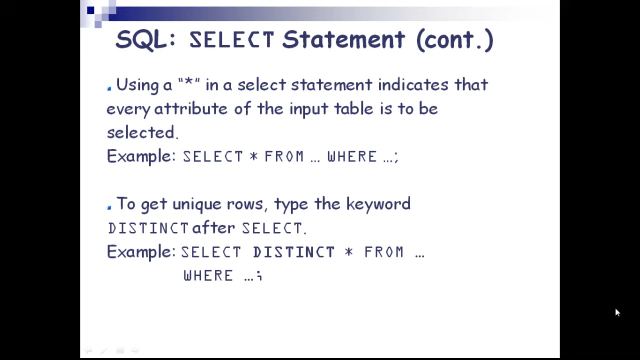 SQL: SELECT Statement (cont.)
Using a “*” in a select statement indicates that
every attribute of the input table is to be
selected.
Example: SELECT * FROM … WHERE …;
To get unique rows, type the keyword
DISTINCT after SELECT.
Example: SELECT DISTINCT * FROM …
WHERE …;